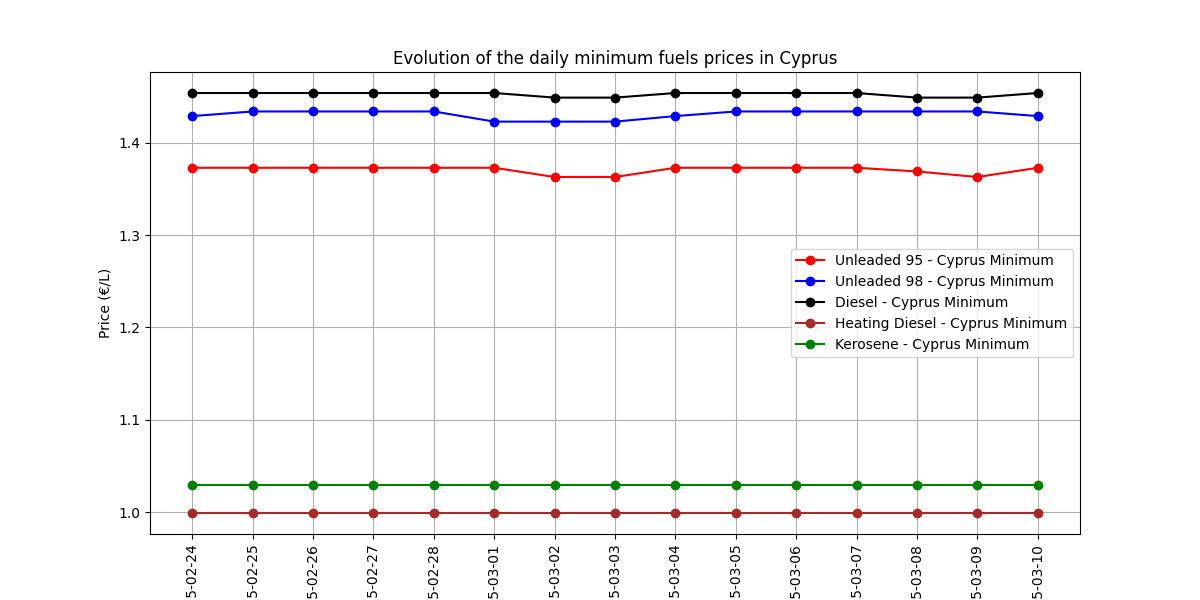 Evolution of the daily minimum fuels prices in Cyprus
Price (€/L)
1.4
1.3
1.2
1.1
1.0
Unleaded 95 - Cyprus Minimum
Unleaded 98 - Cyprus Minimum
Diesel - Cyprus Minimum
Heating Diesel - Cyprus Minimum
Kerosene - Cyprus Minimum
5-02-24
5-02-25
5-02-26
5-02-27
5-02-28
5-03-01
5-03-02
5-03-03
5-03-04
5-03-05
5-03-06
5-03-07
5-03-08
5-03-09
5-03-10